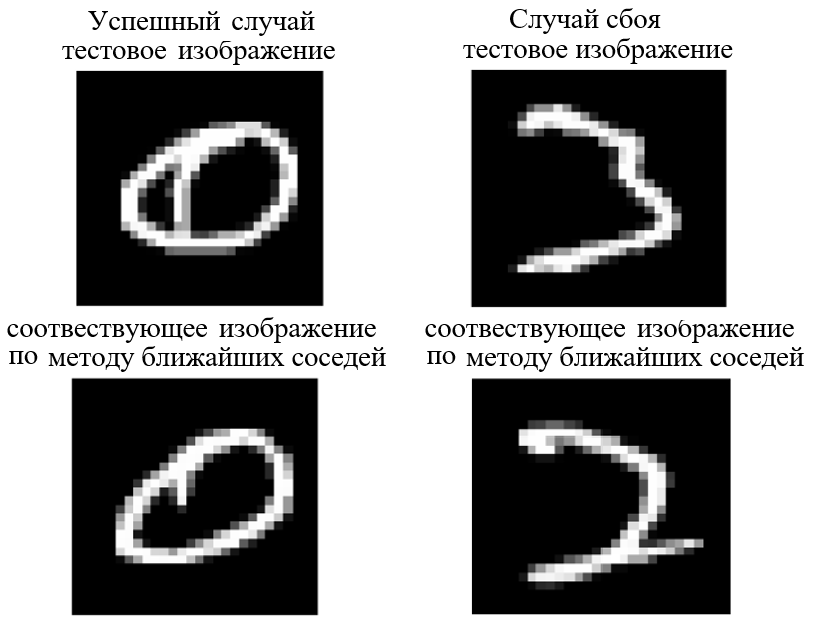 Успешный случай
тестовое изображение
Случай сбоя
тестовое изображение
соотвествующее изображение
по методу ближайших соседей
соотвествующее изображение
по методу ближайших соседей